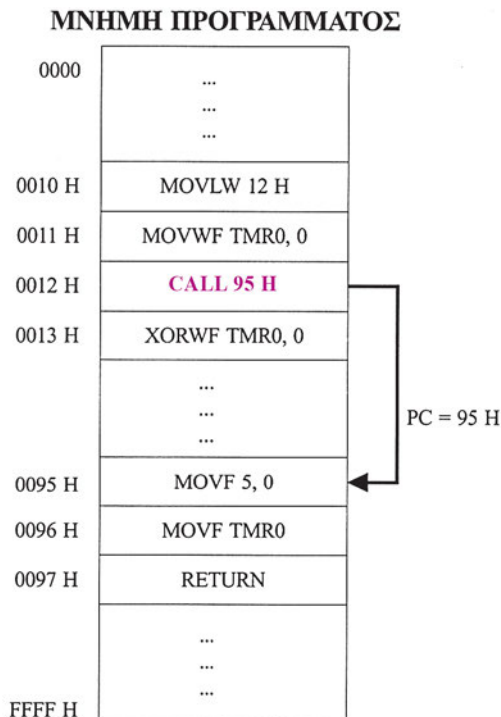 ΜΝΗΜΗ ΠΡΟΓΡΑΜΜΑΤΟΣ
0000
...
...
...
0010 H MOVLW 12 H
0011 H MOVWF TMR0, 0
0012 H CALL 95 H
0013 H XORWF TMR0, 0
...
...
...
PC = 95 H
0095 H MOVF 5, 0
0096 H MOVF TMR0
0097 H RETURN
...
...
...
FFFF H